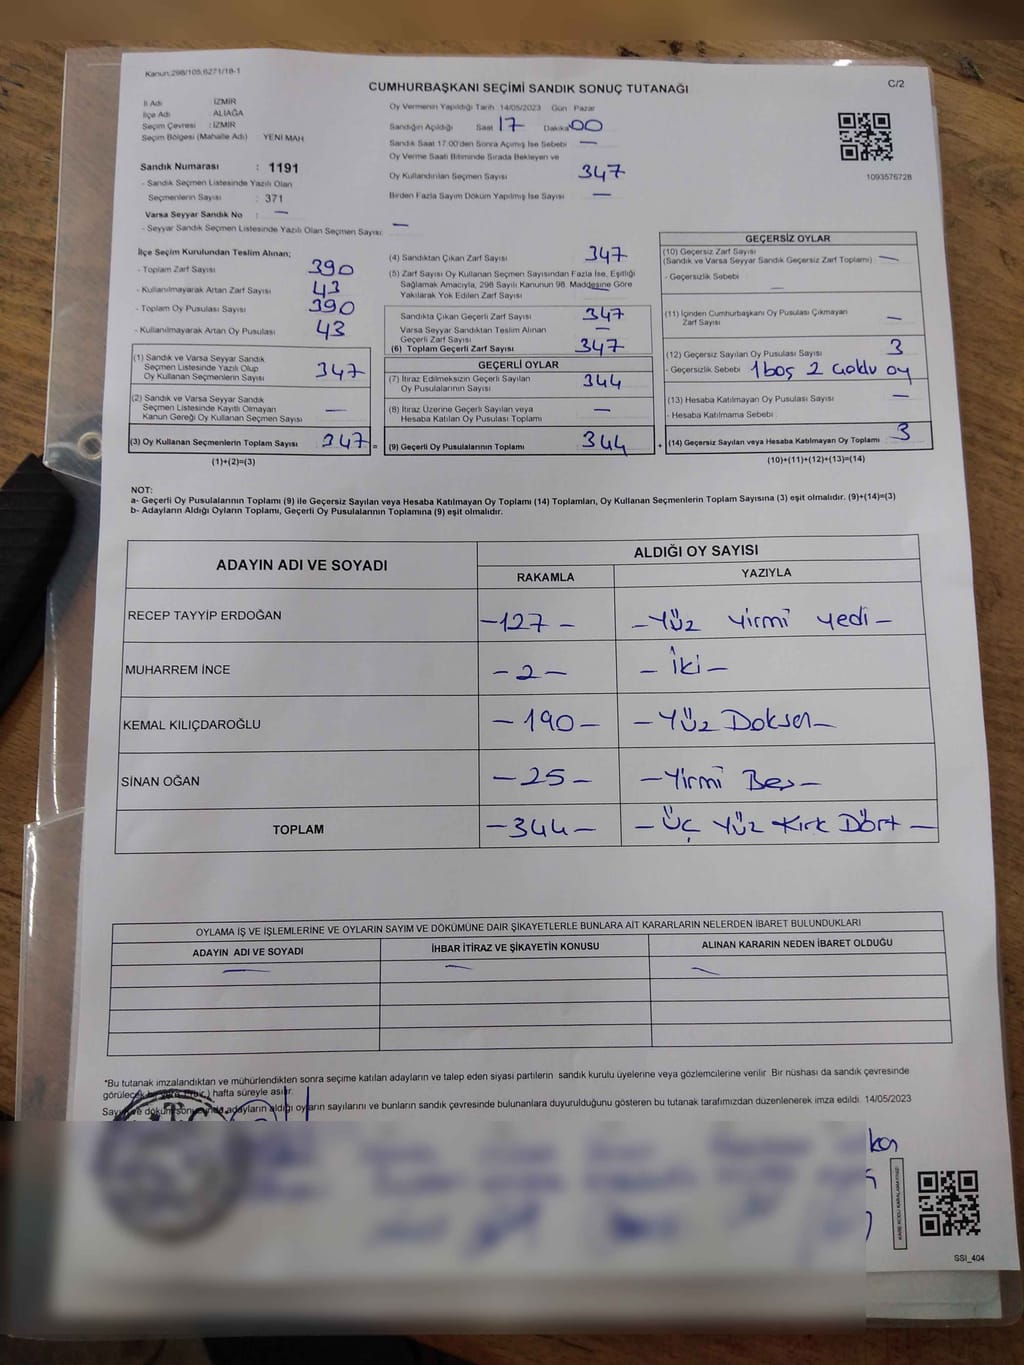 Kanun:298/105,6271/18-1
CUMHURBAŞKANI SEÇİMİ SANDIK SONUÇ TUTANAĞI
C/2
İl Adı : İZMİR
İlçe Adı : ALİAĞA
Seçim Çevresi : İZMİR
Seçim Bölgesi (Mahalle Adı) YENİ MAH
Sandık Numarası : 1191
- Sandık Seçmen Listesinde Yazılı Olan
Seçmenlerin Sayısı : 371
Varsa Seyyar Sandık No : —
- Seyyar Sandık Seçmen Listesinde Yazılı Olan Seçmen Sayısı: —
Oy Vermenin Yapıldığı Tarih 14/05/2023 Gün : Pazar
Sandığın Açıldığı Saat 17 Dakika 00
Sandık Saat 17:00'den Sonra Açılmış İse Sebebi —
Oy Verme Saati Bitiminde Sırada Bekleyen ve
Oy Kullandırılan Seçmen Sayısı 347
Birden Fazla Sayım Döküm Yapılmış İse Sayısı —
1093576728
İlçe Seçim Kurulundan Teslim Alınan;
- Toplam Zarf Sayısı 390
- Kullanılmayarak Artan Zarf Sayısı 43
- Toplam Oy Pusulası Sayısı 390
- Kullanılmayarak Artan Oy Pusulası 43
(1) Sandık ve Varsa Seyyar Sandık
Seçmen Listesinde Yazılı Olup
Oy Kullanan Seçmenlerin Sayısı 347
(2) Sandık ve Varsa Seyyar Sandık
Seçmen Listesinde Kayıtlı Olmayan
Kanun Gereği Oy Kullanan Seçmen Sayısı —
(3) Oy Kullanan Seçmenlerin Toplam Sayısı 347 =
(1)+(2)=(3)
(4) Sandıktan Çıkan Zarf Sayısı 347
(5) Zarf Sayısı Oy Kullanan Seçmen Sayısından Fazla İse, Eşitliği
Sağlamak Amacıyla, 298 Sayılı Kanunun 98. Maddesine Göre
Yakılarak Yok Edilen Zarf Sayısı —
Sandıkta Çıkan Geçerli Zarf Sayısı 347
Varsa Seyyar Sandıktan Teslim Alınan
Geçerli Zarf Sayısı —
(6) Toplam Geçerli Zarf Sayısı 347
GEÇERLİ OYLAR
(7) İtiraz Edilmeksizin Geçerli Sayılan
Oy Pusulalarının Sayısı 344
(8) İtiraz Üzerine Geçerli Sayılan veya
Hesaba Katılan Oy Pusulası Toplamı —
(9) Geçerli Oy Pusulalarının Toplamı 344 +
GEÇERSİZ OYLAR
(10) Geçersiz Zarf Sayısı
(Sandık ve Varsa Seyyar Sandık Geçersiz Zarf Toplamı) —
- Geçersizlik Sebebi —
(11) İçinden Cumhurbaşkanı Oy Pusulası Çıkmayan
Zarf Sayısı —
(12) Geçersiz Sayılan Oy Pusulası Sayısı 3
- Geçersizlik Sebebi 1 boş 2 Çoklu oy
(13) Hesaba Katılmayan Oy Pusulası Sayısı —
- Hesaba Katılmama Sebebi
(14) Geçersiz Sayılan veya Hesaba Katılmayan Oy Toplamı 3
(10)+(11)+(12)+(13)=(14)
NOT:
a- Geçerli Oy Pusulalarının Toplamı (9) ile Geçersiz Sayılan veya Hesaba Katılmayan Oy Toplamı (14) Toplamları, Oy Kullanan Seçmenlerin Toplam Sayısına (3) eşit olmalıdır. (9)+(14)=(3)
b- Adayların Aldığı Oyların Toplamı, Geçerli Oy Pusulalarının Toplamına (9) eşit olmalıdır.
ADAYIN ADI VE SOYADI
ALDIĞI OY SAYISI
RAKAMLA YAZIYLA
RECEP TAYYİP ERDOĞAN -127- -Yüz Yirmi Yedi-
MUHARREM İNCE -2- -İki-
KEMAL KILIÇDAROĞLU -190- -Yüz Doksan-
SİNAN OĞAN -25- -Yirmi Beş-
TOPLAM -344- -Üç Yüz Kırk Dört-
OYLAMA İŞ VE İŞLEMLERİNE VE OYLARIN SAYIM VE DÖKÜMÜNE DAİR ŞİKAYETLERLE BUNLARA AİT KARARLARIN NELERDEN İBARET BULUNDUKLARI
ADAYIN ADI VE SOYADI İHBAR İTİRAZ VE ŞİKAYETİN KONUSU ALINAN KARARIN NEDEN İBARET OLDUĞU
— — —
*Bu tutanak imzalandıktan ve mühürlendikten sonra seçime katılan adayların ve talep eden siyasi partilerin sandık kurulu üyelerine veya gözlemcilerine verilir. Bir nüshası da sandık çevresinde
görülecek bir yere (bir) hafta süreyle asılır.
Sayım ve döküm sonucunda adayların aldığı oyların sayılarını ve bunların sandık çevresinde bulunanlara duyurulduğunu gösteren bu tutanak tarafımızdan düzenlenerek imza edildi. 14/05/2023
SSI_404